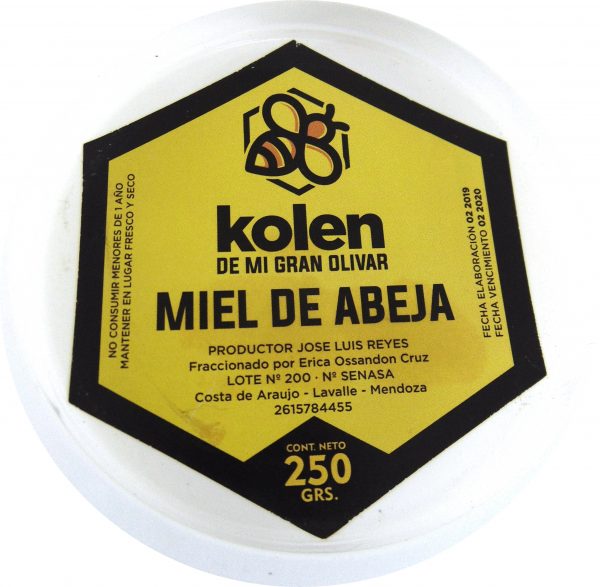 kolen
DE MI GRAN OLIVAR
MIEL DE ABEJA
PRODUCTOR JOSE LUIS REYES
Fraccionado por Erica Ossandon Cruz
LOTE Nº 200 · Nº SENASA
Costa de Araujo - Lavalle - Mendoza
2615784455
CONT. NETO
250
GRS.
NO CONSUMIR MENORES DE 1 AÑO
MANTENER EN LUGAR FRESCO Y SECO
FECHA ELABORACIÓN 02 2019
FECHA VENCIMIENTO 02 2020